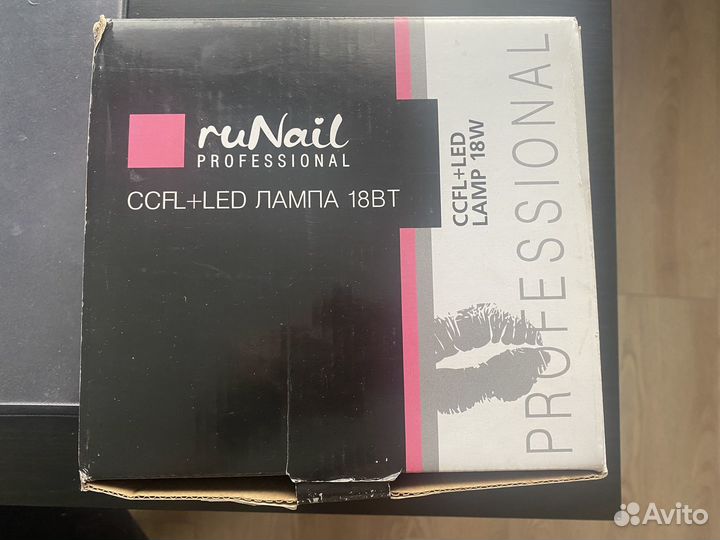 ruNail
PROFESSIONAL
CCFL+LED ЛАМПА 18ВТ
CCFL+LED
LAMP 18W
PROFESSIONAL
Avito